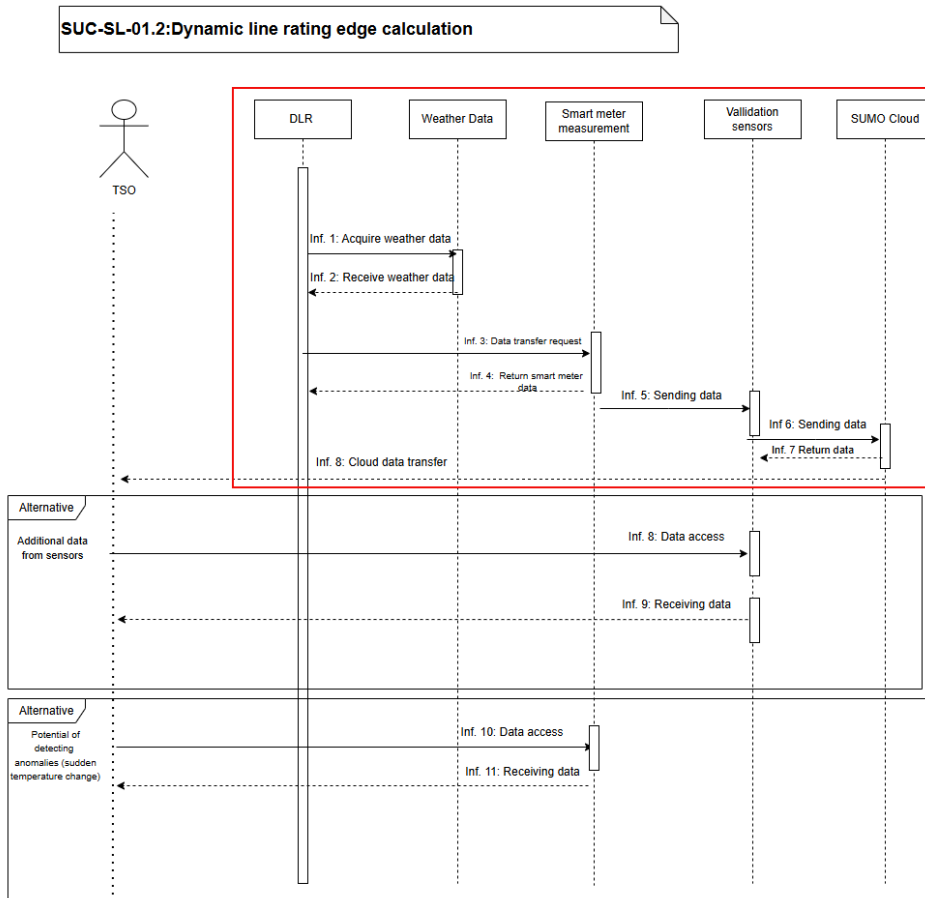 SUC-SL-01.2:Dynamic line rating edge calculation
TSO
DLR
Weather Data
Smart meter
measurement
Vallidation
sensors
SUMO Cloud
Inf. 1: Acquire weather data
Inf. 2: Receive weather data
Inf. 3: Data transfer request
Inf. 4: Return smart meter
data
Inf. 5: Sending data
Inf 6: Sending data
Inf. 7 Return data
Inf. 8: Cloud data transfer
Alternative
Additional data
from sensors
Inf. 8: Data access
Inf. 9: Receiving data
Alternative
Potential of
detecting
anomalies (sudden
temperature change)
Inf. 10: Data access
Inf. 11: Receiving data